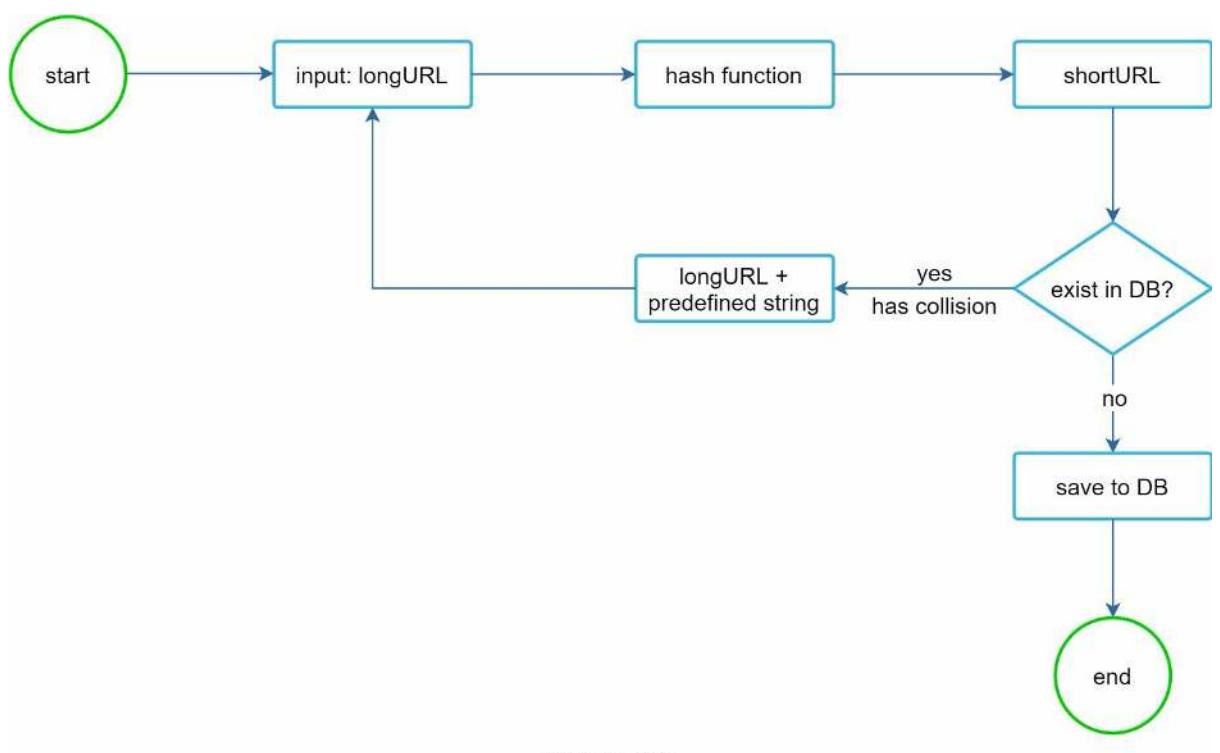 start
input: longURL
hash function
shortURL
longURL +
predefined string
yes
has collision
exist in DB?
no
save to DB
end